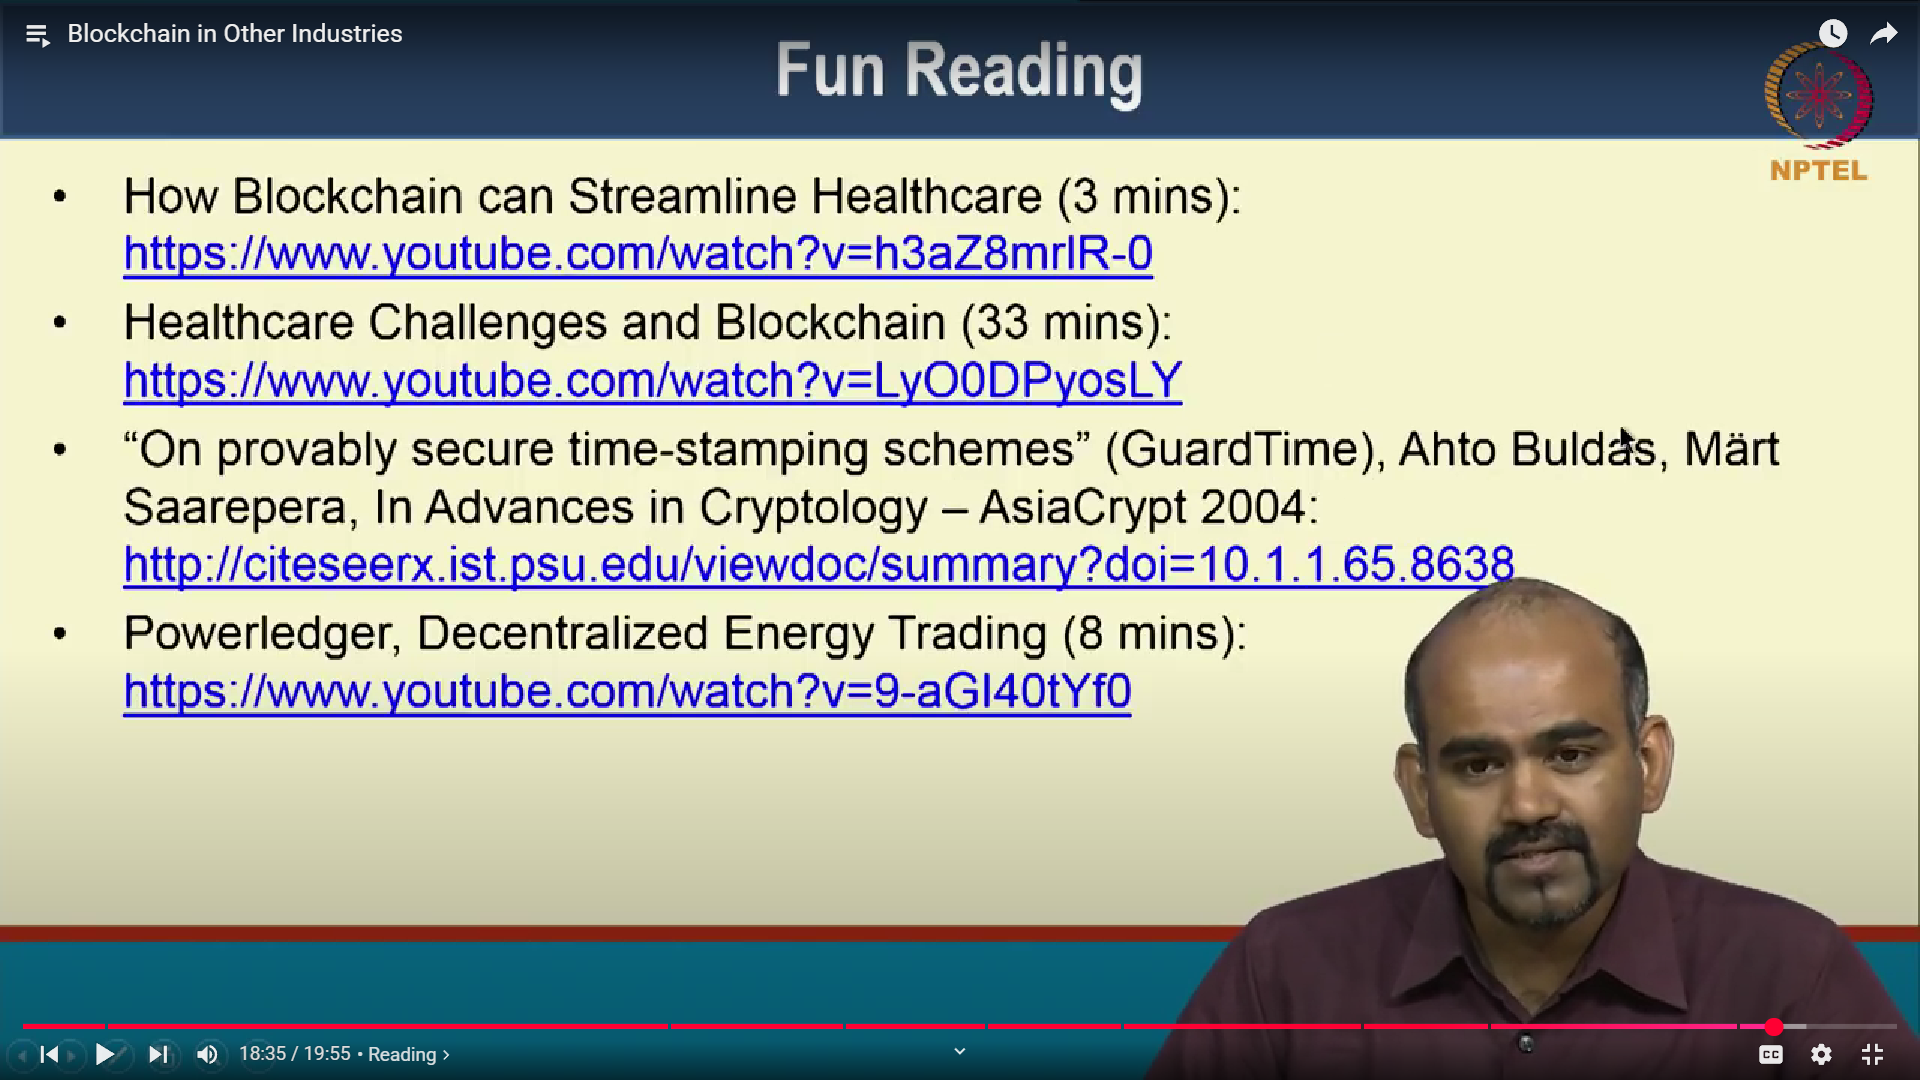 Blockchain in Other Industries
Fun Reading
NPTEL
• How Blockchain can Streamline Healthcare (3 mins):
https://www.youtube.com/watch?v=h3aZ8mrlR-0
• Healthcare Challenges and Blockchain (33 mins):
https://www.youtube.com/watch?v=LyO0DPyosLY
• “On provably secure time-stamping schemes” (GuardTime), Ahto Buldas, Märt
Saarepera, In Advances in Cryptology – AsiaCrypt 2004:
http://citeseerx.ist.psu.edu/viewdoc/summary?doi=10.1.1.65.8638
• Powerledger, Decentralized Energy Trading (8 mins):
https://www.youtube.com/watch?v=9-aGI40tYf0
18:35 / 19:55 • Reading ›
CC